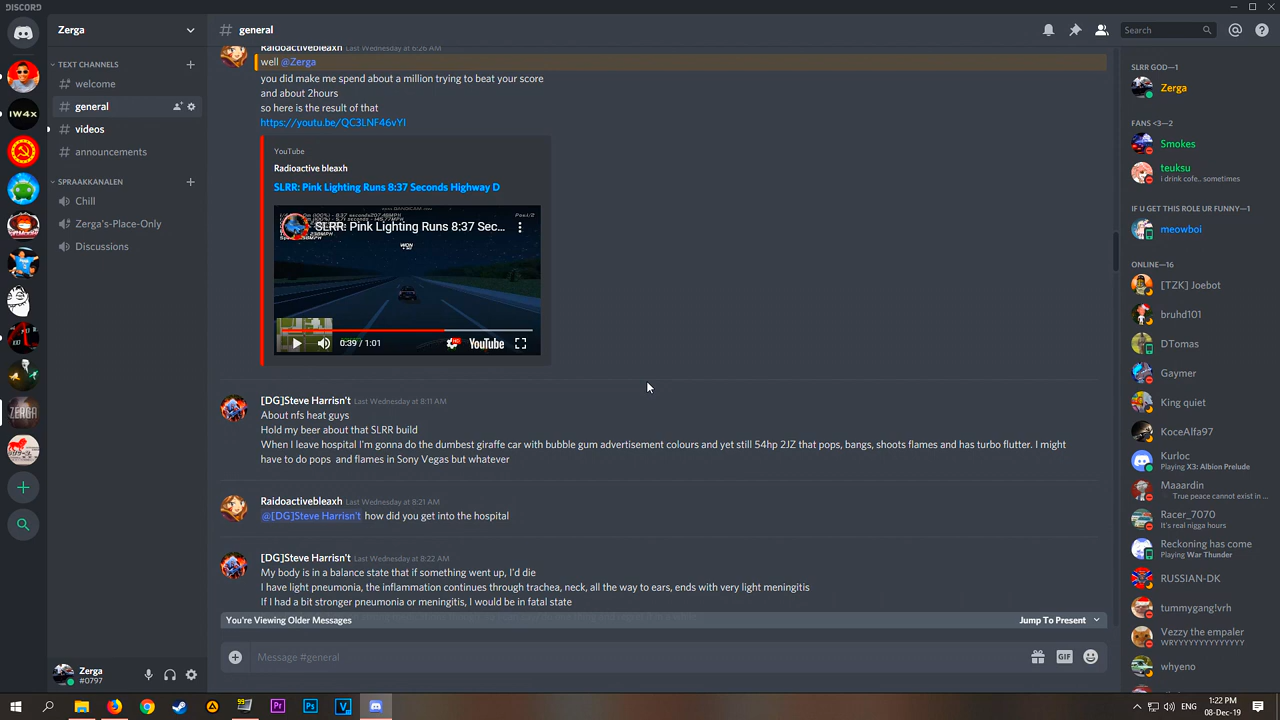 DISCORD
Zerga
# general
Search
TEXT CHANNELS
# welcome
# general
# videos
# announcements
SPRAAKKANALEN
Chill
Zerga's-Place-Only
Discussions
IW4X
ZERGA
Raidoactivebleaxh Last Wednesday at 6:26 AM
well @Zerga
you did make me spend about a million trying to beat your score
and about 2hours
so here is the result of that
https://youtu.be/QC3LNF46vYI
YouTube
Radioactive bleaxh
SLRR: Pink Lighting Runs 8:37 Seconds Highway D
SLRR: Pink Lighting Runs 8:37 Sec...
WON
0:39 / 1:01
YouTube
[DG]Steve Harrisn't Last Wednesday at 8:11 AM
About nfs heat guys
Hold my beer about that SLRR build
When I leave hospital I'm gonna do the dumbest giraffe car with bubble gum advertisement colours and yet still 54hp 2JZ that pops, bangs, shoots flames and has turbo flutter. I might
have to do pops and flames in Sony Vegas but whatever
Raidoactivebleaxh Last Wednesday at 8:21 AM
@[DG]Steve Harrisn't how did you get into the hospital
[DG]Steve Harrisn't Last Wednesday at 8:22 AM
My body is in a balance state that if something went up, I'd die
I have light pneumonia, the inflammation continues through trachea, neck, all the way to ears, ends with very light meningitis
If I had a bit stronger pneumonia or meningitis, I would be in fatal state
You're Viewing Older Messages
Jump To Present
Message #general
GIF
SLRR GOD—1
Zerga
FANS <3—2
Smokes
teuksu
i drink cofe.. sometimes
IF U GET THIS ROLE UR FUNNY—1
meowboi
ONLINE—16
[TZK] Joebot
bruhd101
DTomas
Gaymer
King quiet
KoceAlfa97
Kurloc
Playing X3: Albion Prelude
Maaardin
True peace cannot exist in ...
Racer_7070
It's real nigga hours
Reckoning has come
Playing War Thunder
RUSSIAN-DK
tummygang!vrh
Vezzy the empaler
WRYYYYYYYYYYYYY
whyeno
Zerga
#0797
Pr
Ps
1:22 PM
08-Dec-19